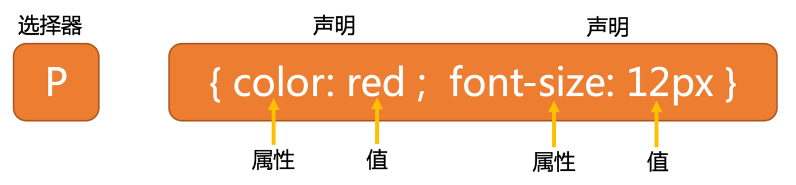 选择器 声明 声明
P { color: red ; font-size: 12px }
属性 值 属性 值